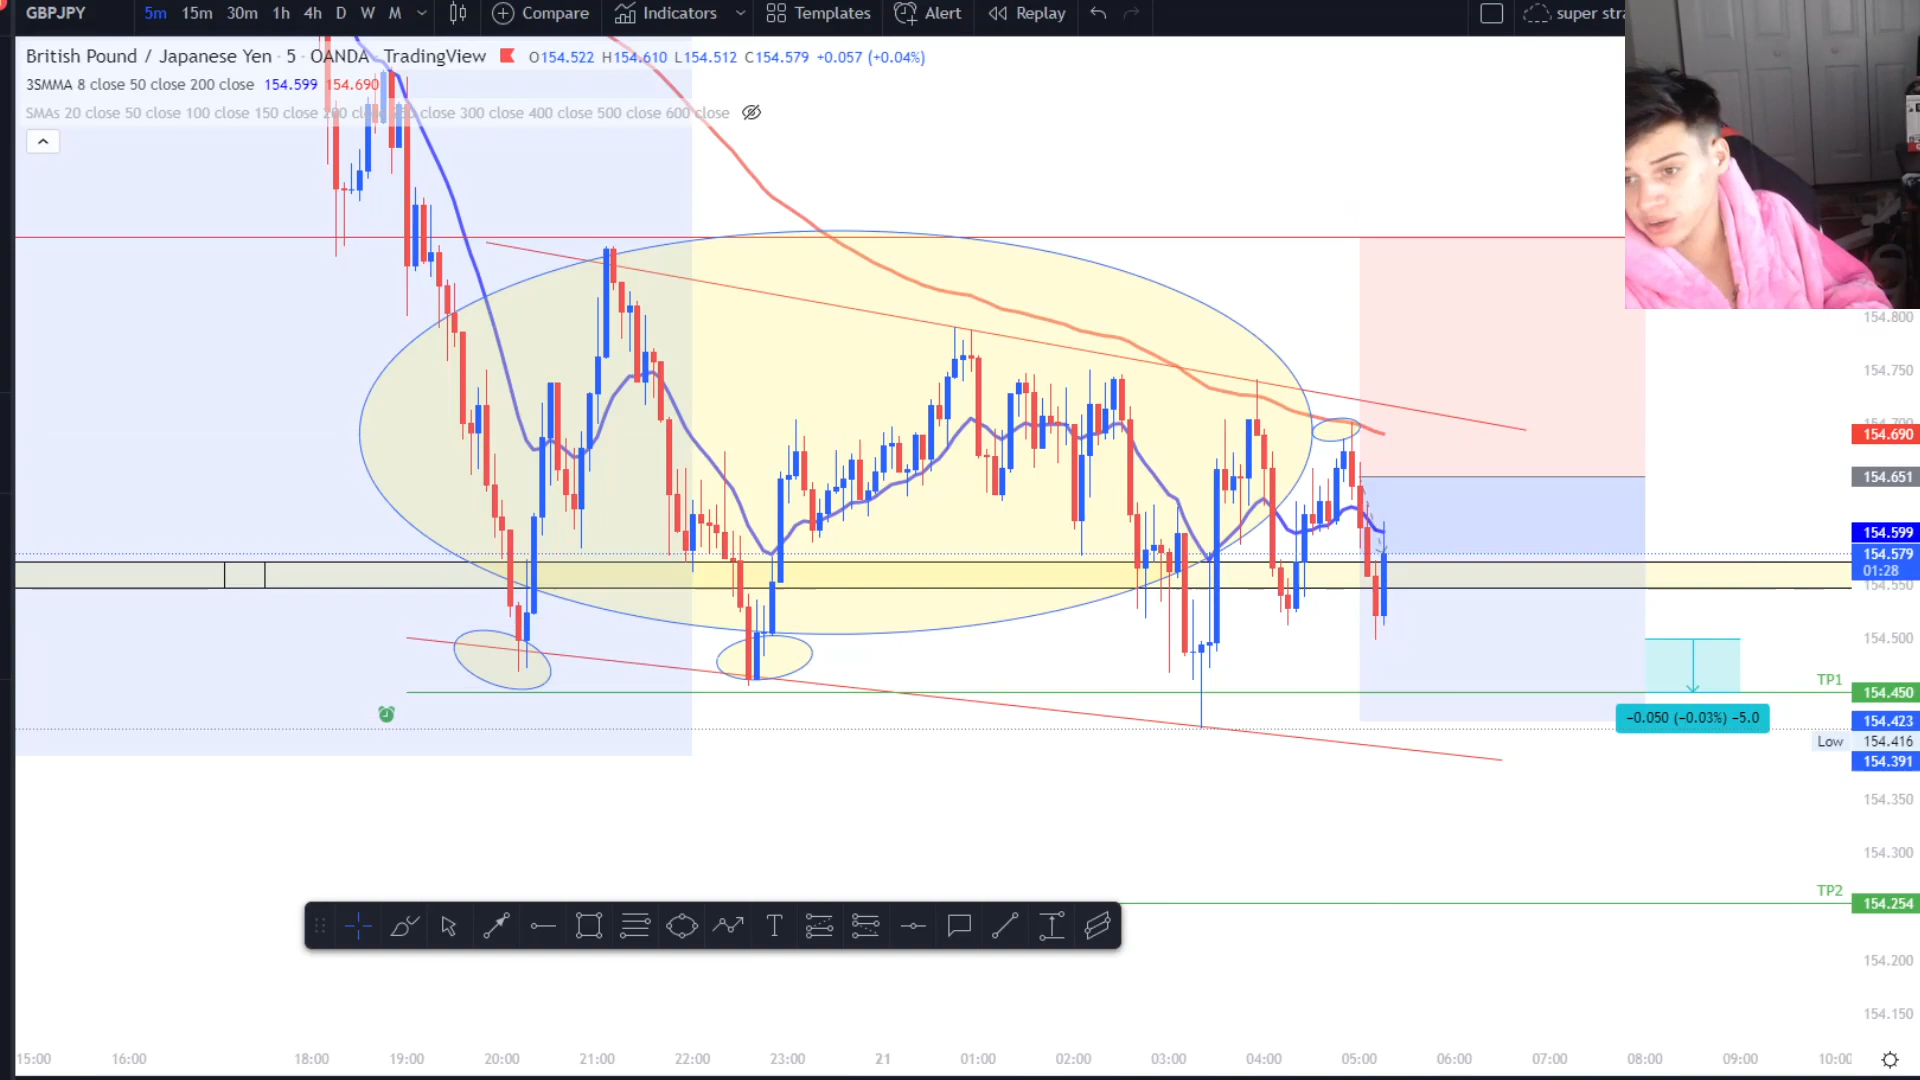 GBPJPY 5m 15m 30m 1h 4h D W M Compare Indicators Templates Alert Replay super stra
British Pound / Japanese Yen · 5 · OANDA TradingView O154.522 H154.610 L154.512 C154.579 +0.057 (+0.04%)
3SMMA 8 close 50 close 200 close 154.599 154.690
SMAs 20 close 50 close 100 close 150 close 200 close 300 close 400 close 500 close 600 close
154.800
154.750
154.700
154.690
154.651
154.599
154.579
01:28
154.550
154.500
TP1 154.450
-0.050 (-0.03%) -5.0
154.423
Low 154.416
154.391
154.350
154.300
TP2 154.254
154.200
154.150
T
15:00 16:00 18:00 19:00 20:00 21:00 22:00 23:00 21 01:00 02:00 03:00 04:00 05:00 06:00 07:00 08:00 09:00 10:00